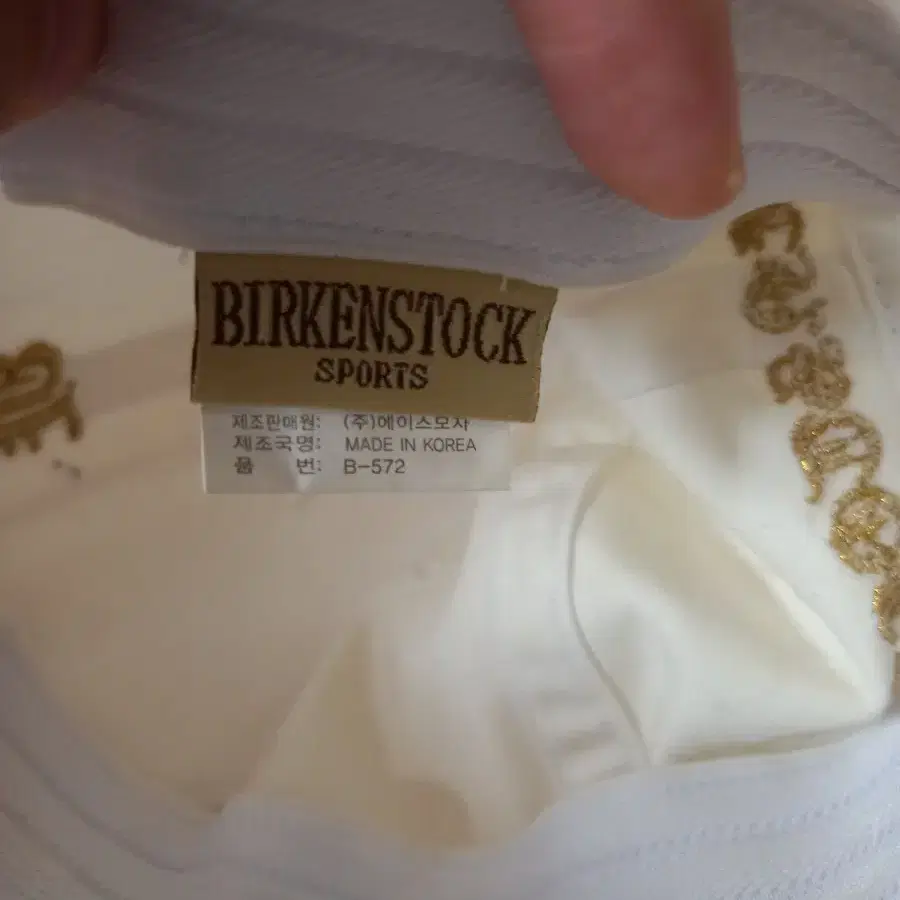 BIRKENSTOCK
SPORTS
제조판매원: (주)에이스모자
제조국명: MADE IN KOREA
품 번: B-572